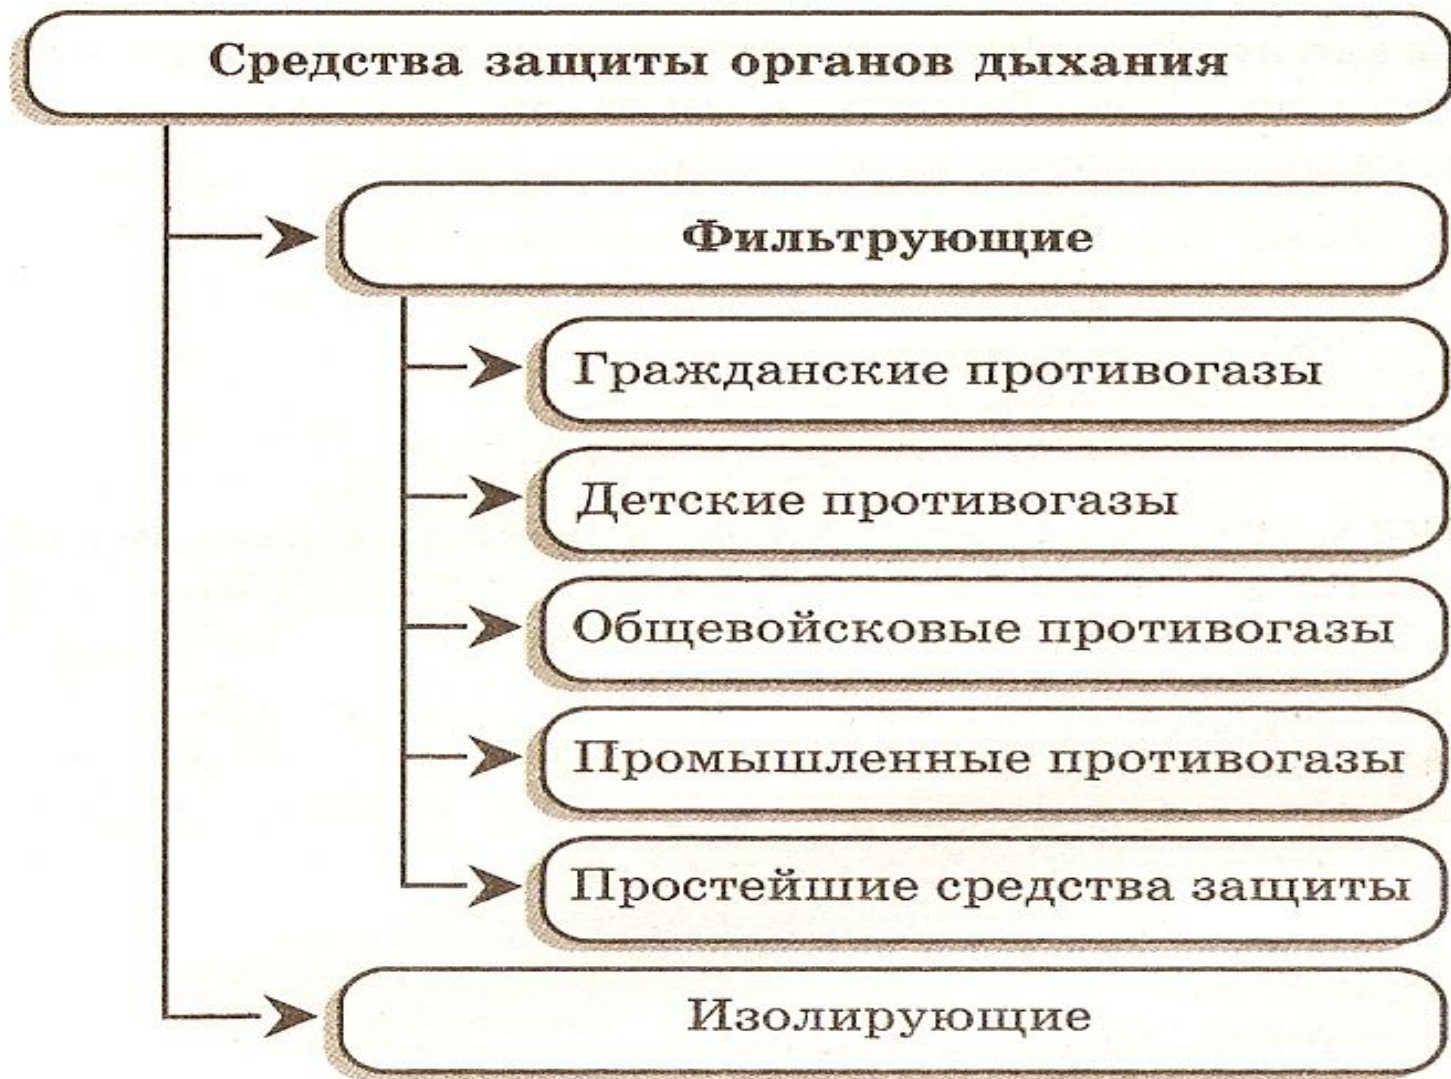 Средства защиты органов дыхания
Фильтрующие
Гражданские противогазы
Детские противогазы
Общевойсковые противогазы
Промышленные противогазы
Простейшие средства защиты
Изолирующие